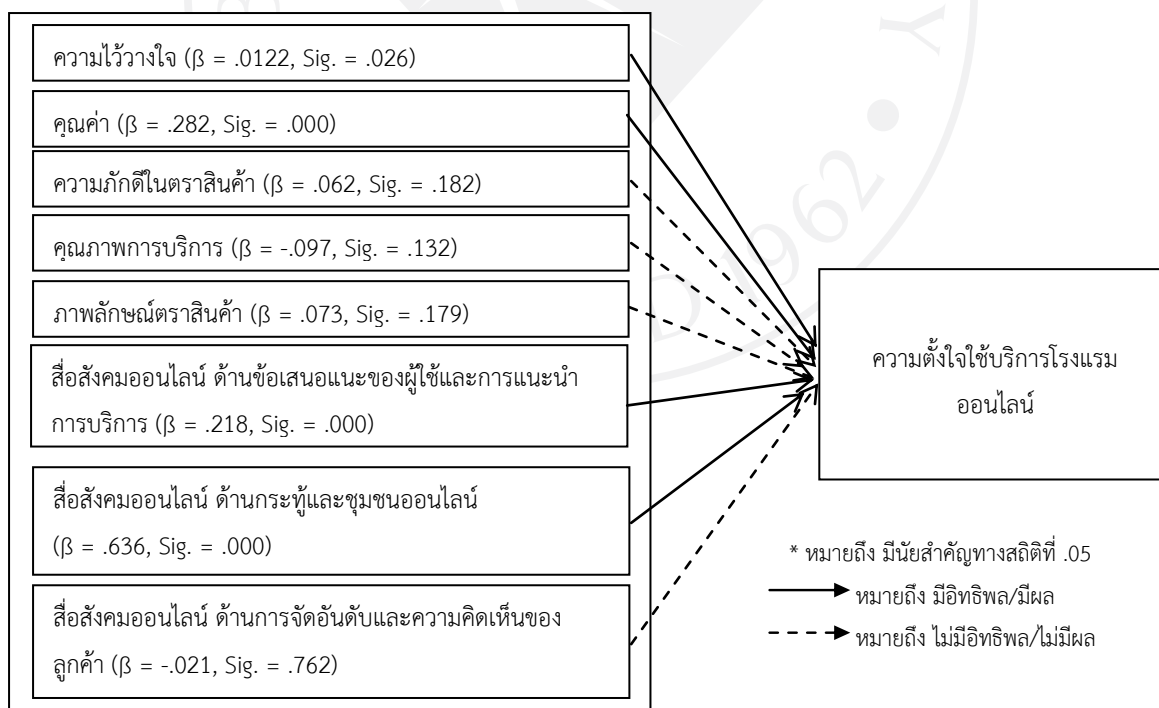 ความไว้วางใจ (β = .0122, Sig. = .026)
คุณค่า (β = .282, Sig. = .000)
ความภักดีในตราสินค้า (β = .062, Sig. = .182)
คุณภาพการบริการ (β = -.097, Sig. = .132)
ภาพลักษณ์ตราสินค้า (β = .073, Sig. = .179)
สื่อสังคมออนไลน์ ด้านข้อเสนอแนะของผู้ใช้และการแนะนำ
การบริการ (β = .218, Sig. = .000)
สื่อสังคมออนไลน์ ด้านกระทู้และชุมชนออนไลน์
(β = .636, Sig. = .000)
สื่อสังคมออนไลน์ ด้านการจัดอันดับและความคิดเห็นของ
ลูกค้า (β = -.021, Sig. = .762)
ความตั้งใจใช้บริการโรงแรม
ออนไลน์
* หมายถึง มีนัยสำคัญทางสถิติที่ .05
หมายถึง มีอิทธิพล/มีผล
หมายถึง ไม่มีอิทธิพล/ไม่มีผล
1962
Y